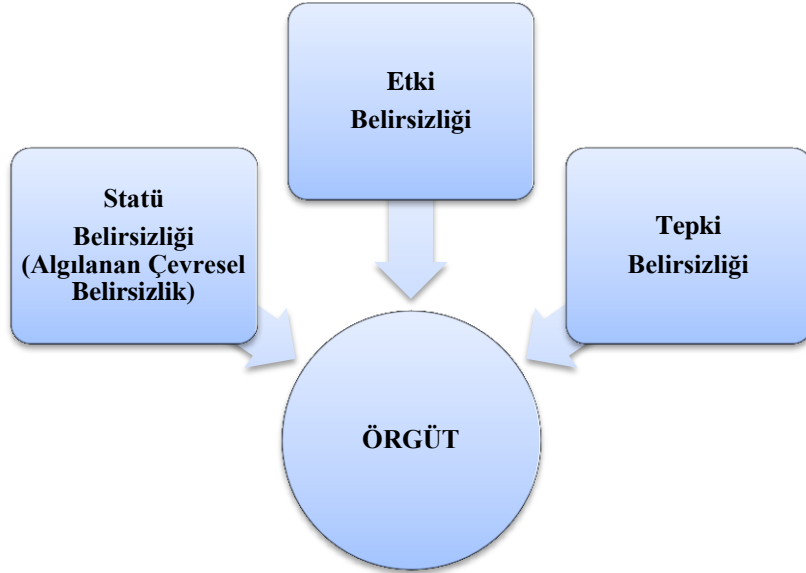 Etki
Belirsizliği
Statü
Belirsizliği
(Algılanan Çevresel
Belirsizlik)
Tepki
Belirsizliği
ÖRGÜT